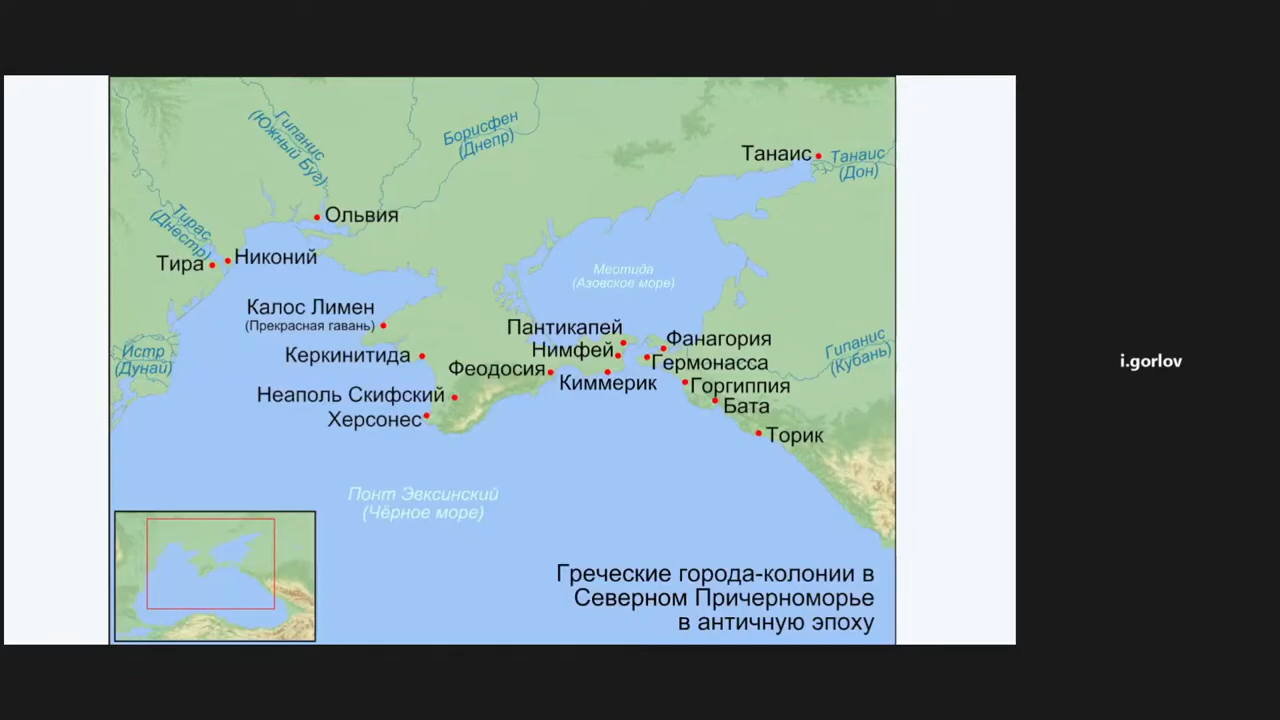 Гипанис
(Южный Буг)
Борисфен
(Днепр)
Танаис
Танаис
(Дон)
Тирас
(Днестр)
Ольвия
Никоний
Тира
Меотида
(Азовское море)
Калос Лимен
(Прекрасная гавань)
Пантикапей
Фанагория
Истр
(Дунай)
Керкинитида
Нимфей
Гермонасса
Гипанис
(Кубань)
Феодосия
Киммерик
Горгиппия
Неаполь Скифский
Бата
Херсонес
Торик
Понт Эвксинский
(Чёрное море)
Греческие города-колонии в
Северном Причерноморье
в античную эпоху
i.gorlov